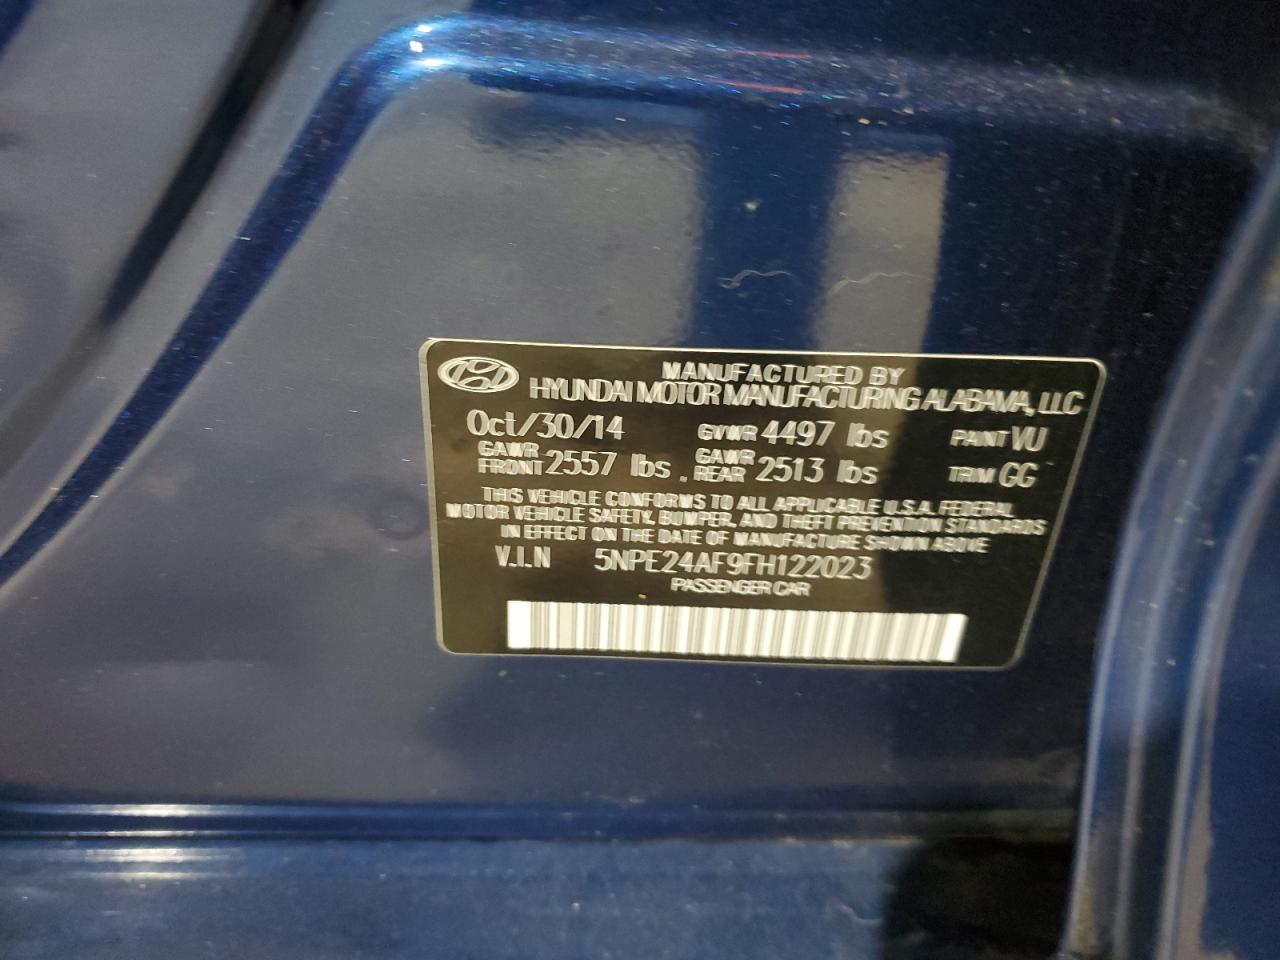 MANUFACTURED BY
HYUNDAI MOTOR MANUFACTURING ALABAMA, LLC
Oct/30/14 GVWR 4497 lbs PAINT VU
GAWR FRONT 2557 lbs, GAWR REAR 2513 lbs TRIM GG
THIS VEHICLE CONFORMS TO ALL APPLICABLE U.S.A. FEDERAL
MOTOR VEHICLE SAFETY, BUMPER, AND THEFT PREVENTION STANDARDS
IN EFFECT ON THE DATE OF MANUFACTURE SHOWN ABOVE
V.I.N 5NPE24AF9FH122023
PASSENGER CAR